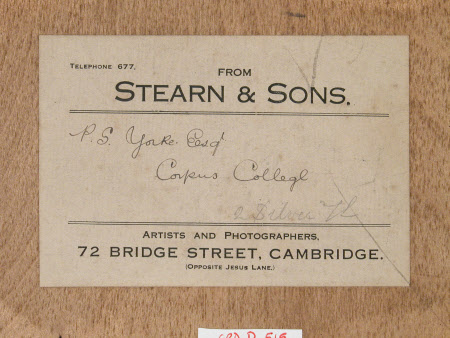 TELEPHONE 677.
FROM
STEARN & SONS.
P.S. Yorke Esq
Corpus College
ARTISTS AND PHOTOGRAPHERS,
72 BRIDGE STREET, CAMBRIDGE.
(OPPOSITE JESUS LANE.)